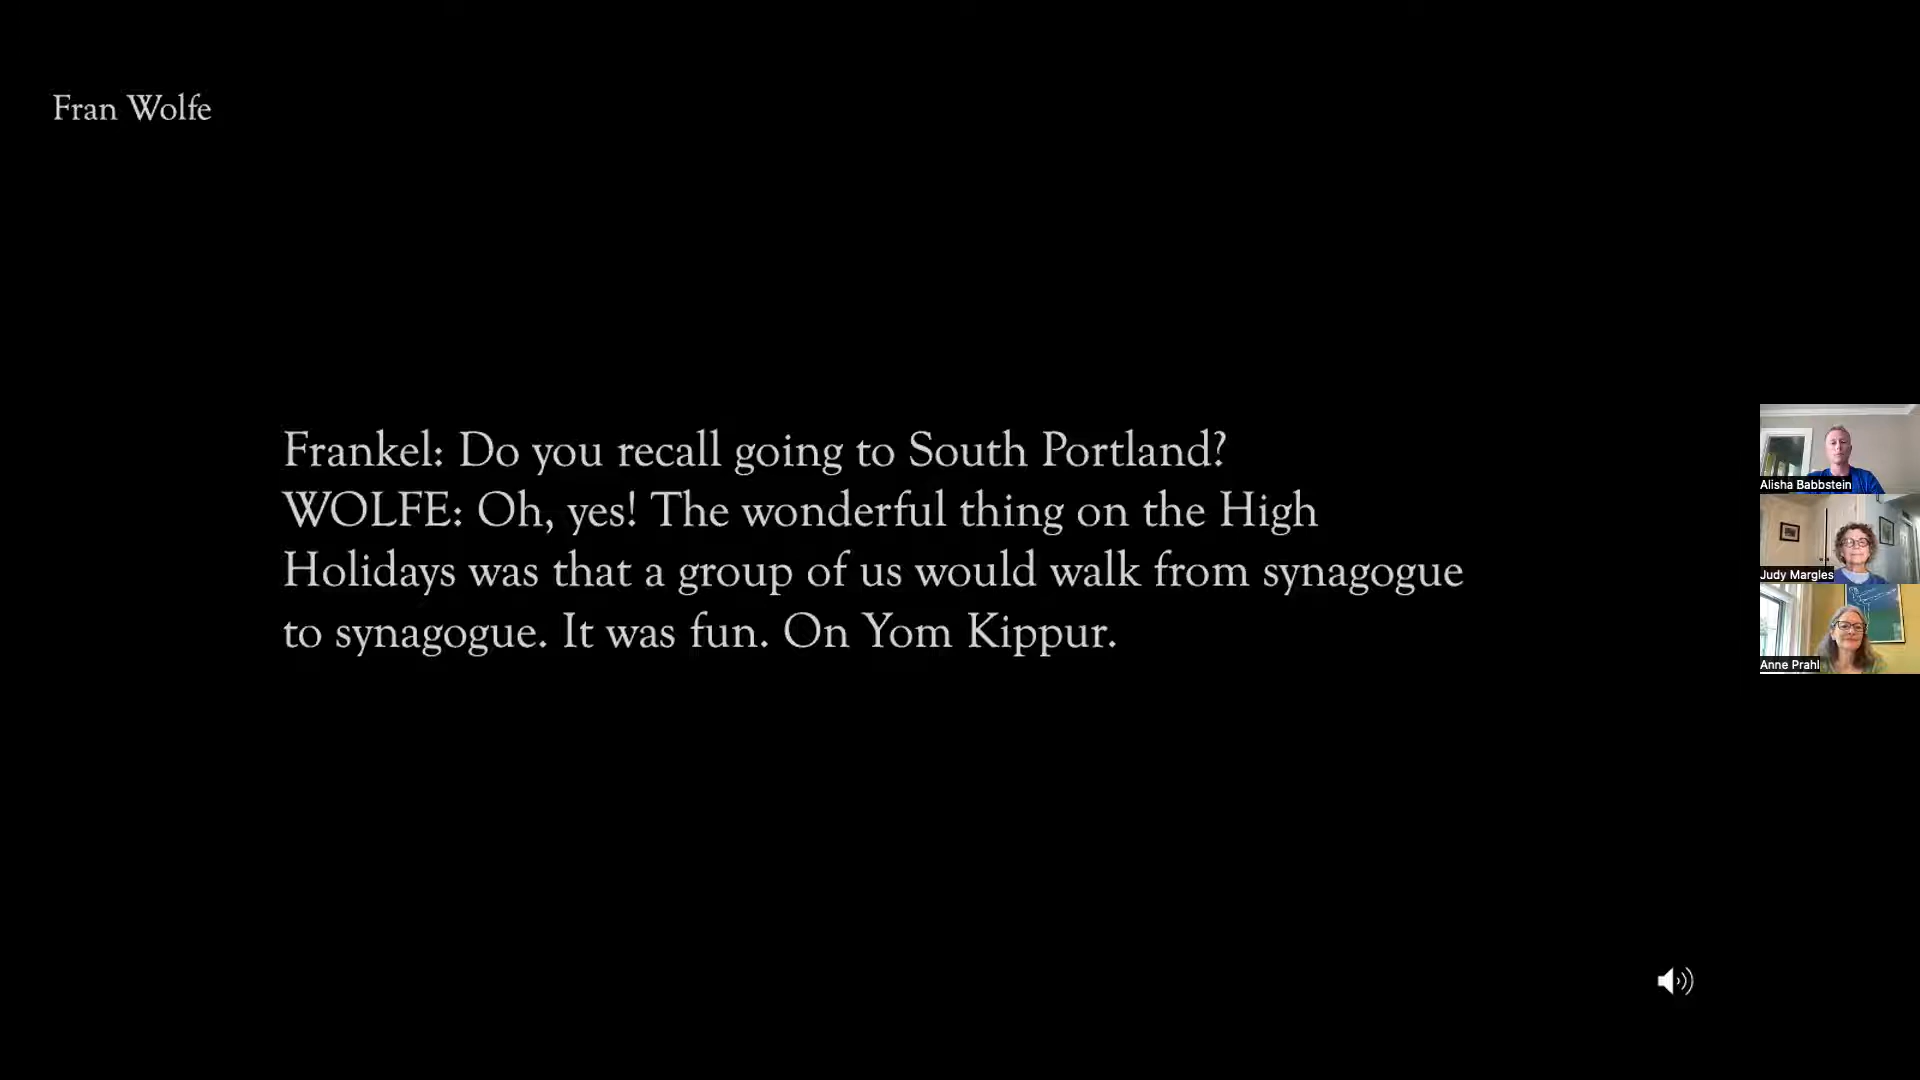 Fran Wolfe
Frankel: Do you recall going to South Portland?
WOLFE: Oh, yes! The wonderful thing on the High
Holidays was that a group of us would walk from synagogue
to synagogue. It was fun. On Yom Kippur.
Alisha Babbstein
Judy Margles
Anne Prahl